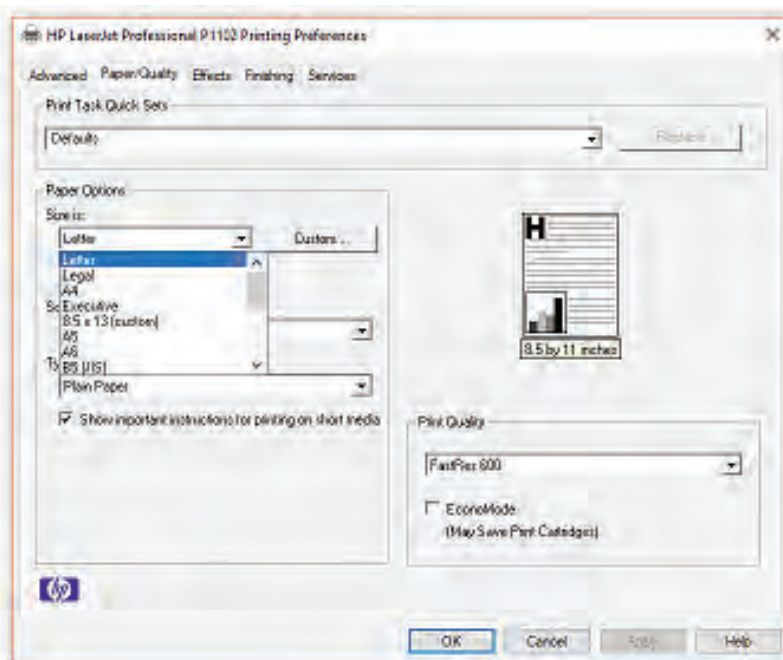 HP LaserJet Professional P1102 Printing Preferences
Advanced Paper/Quality Effects Finishing Services
Print Task Quick Sets
Defaults
Replace ...
Paper Options
Size is:
Letter
Custom ...
Letter
Legal
A4
Executive
8.5 x 13 (custom)
A5
A6
B5 (JIS)
Plain Paper
Show important instructions for printing on short media
H
8.5 by 11 inches
Print Quality
FastRes 600
EconoMode
(May Save Print Cartridges)
hp
OK Cancel Apply Help